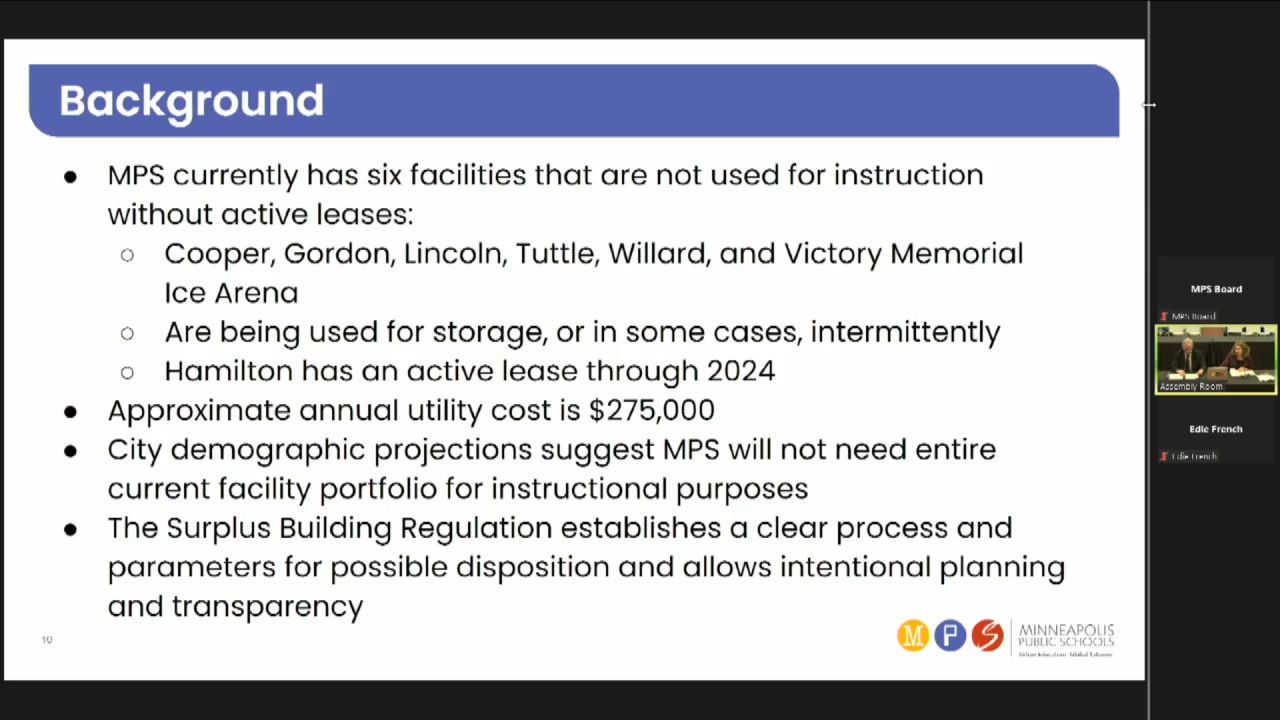 Background
● MPS currently has six facilities that are not used for instruction
without active leases:
○ Cooper, Gordon, Lincoln, Tuttle, Willard, and Victory Memorial
Ice Arena
○ Are being used for storage, or in some cases, intermittently
○ Hamilton has an active lease through 2024
● Approximate annual utility cost is $275,000
● City demographic projections suggest MPS will not need entire
current facility portfolio for instructional purposes
● The Surplus Building Regulation establishes a clear process and
parameters for possible disposition and allows intentional planning
and transparency
10
M P S
MINNEAPOLIS
PUBLIC SCHOOLS
Urban Education. Global Citizens.
MPS Board
MPS Board
Assembly Room
Edie French
Edie French